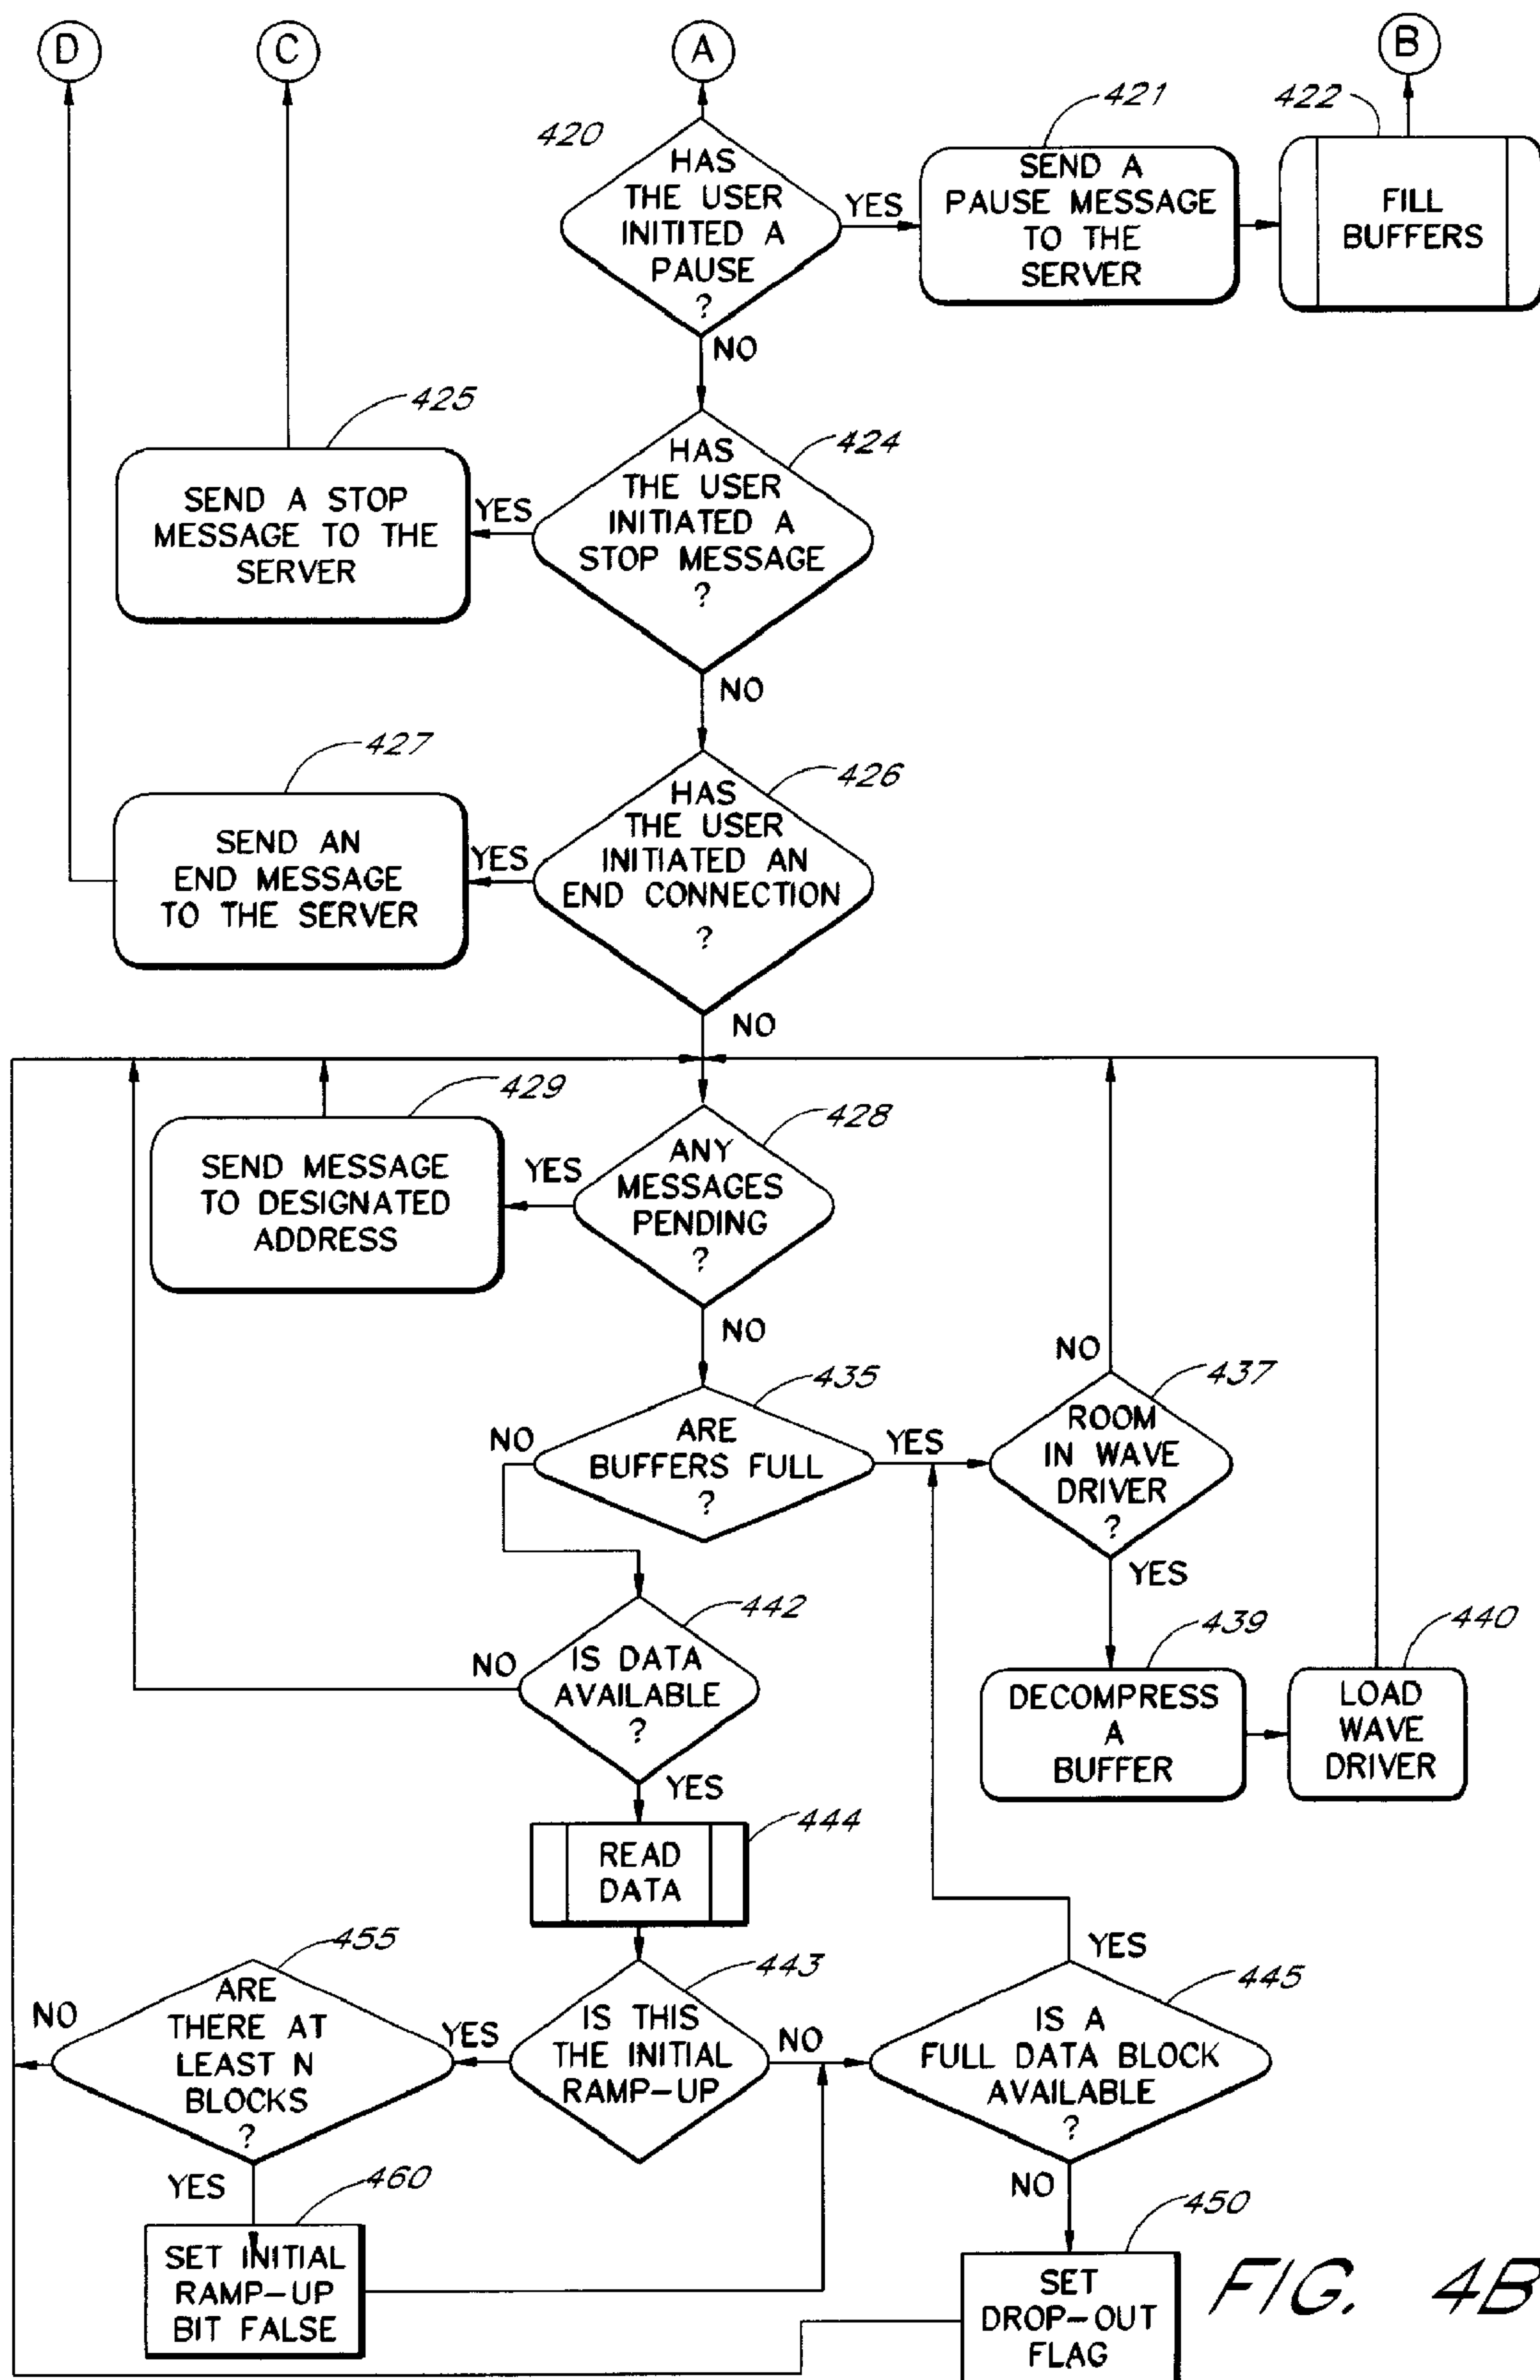 D
C
A
B
420
HAS
THE USER
INITITED A
PAUSE
?
YES
NO
421
SEND A
PAUSE MESSAGE
TO THE
SERVER
422
FILL
BUFFERS
425
SEND A STOP
MESSAGE TO THE
SERVER
YES
424
HAS
THE USER
INITIATED A
STOP MESSAGE
?
NO
427
SEND AN
END MESSAGE
TO THE SERVER
YES
426
HAS
THE USER
INITIATED AN
END CONNECTION
?
NO
429
SEND MESSAGE
TO DESIGNATED
ADDRESS
YES
428
ANY
MESSAGES
PENDING
?
NO
435
ARE
BUFFERS FULL
?
NO
YES
NO
437
ROOM
IN WAVE
DRIVER
?
YES
439
DECOMPRESS
A
BUFFER
440
LOAD
WAVE
DRIVER
442
IS DATA
AVAILABLE
?
NO
YES
444
READ
DATA
455
ARE
THERE AT
LEAST N
BLOCKS
?
NO
YES
YES
443
IS THIS
THE INITIAL
RAMP-UP
NO
YES
445
IS A
FULL DATA BLOCK
AVAILABLE
?
NO
460
SET INITIAL
RAMP-UP
BIT FALSE
450
SET
DROP-OUT
FLAG
FIG. 4B